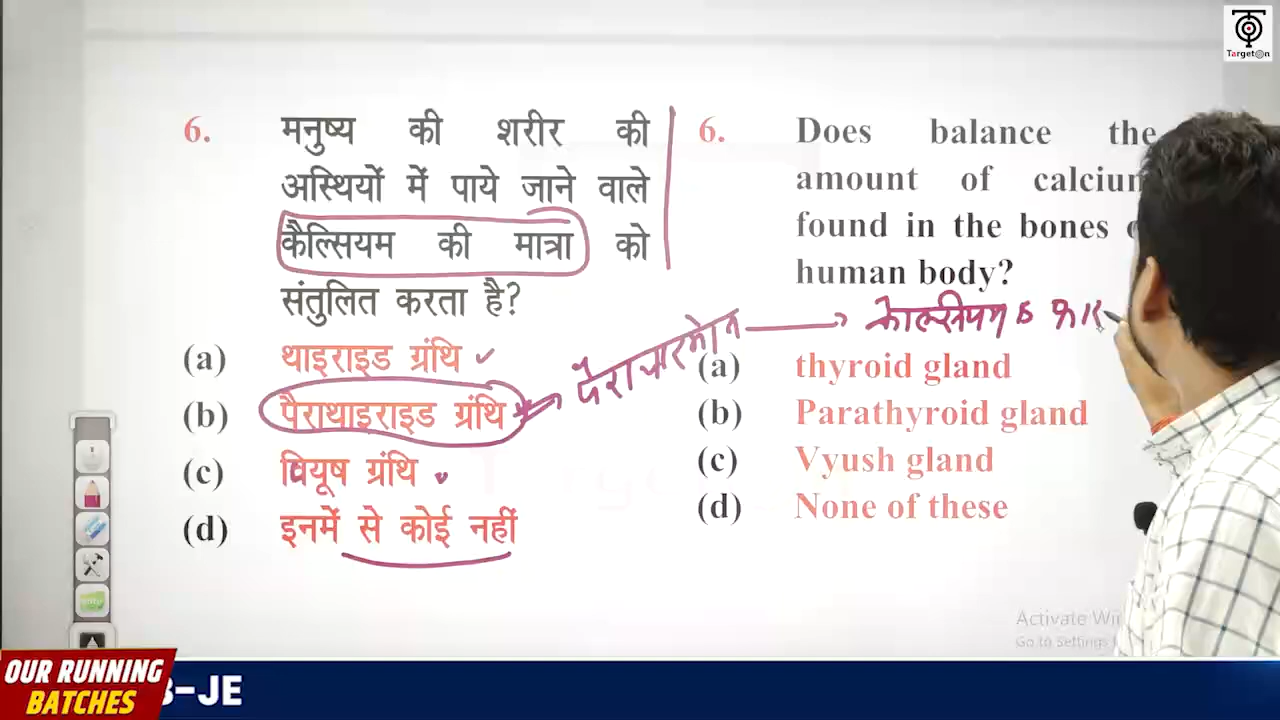 Targeton
6. मनुष्य की शरीर की
अस्थियों में पाये जाने वाले
कैल्सियम की मात्रा को
संतुलित करता है?
(a) थाइराइड ग्रंथि
(b) पैराथाइराइड ग्रंथि
(c) वियूष ग्रंथि
(d) इनमें से कोई नहीं
6. Does balance the
amount of calcium
found in the bones
human body?
(a) thyroid gland
(b) Parathyroid gland
(c) Vyush gland
(d) None of these
Activate Wi
Go to Settings
OUR RUNNING
BATCHES
-JE